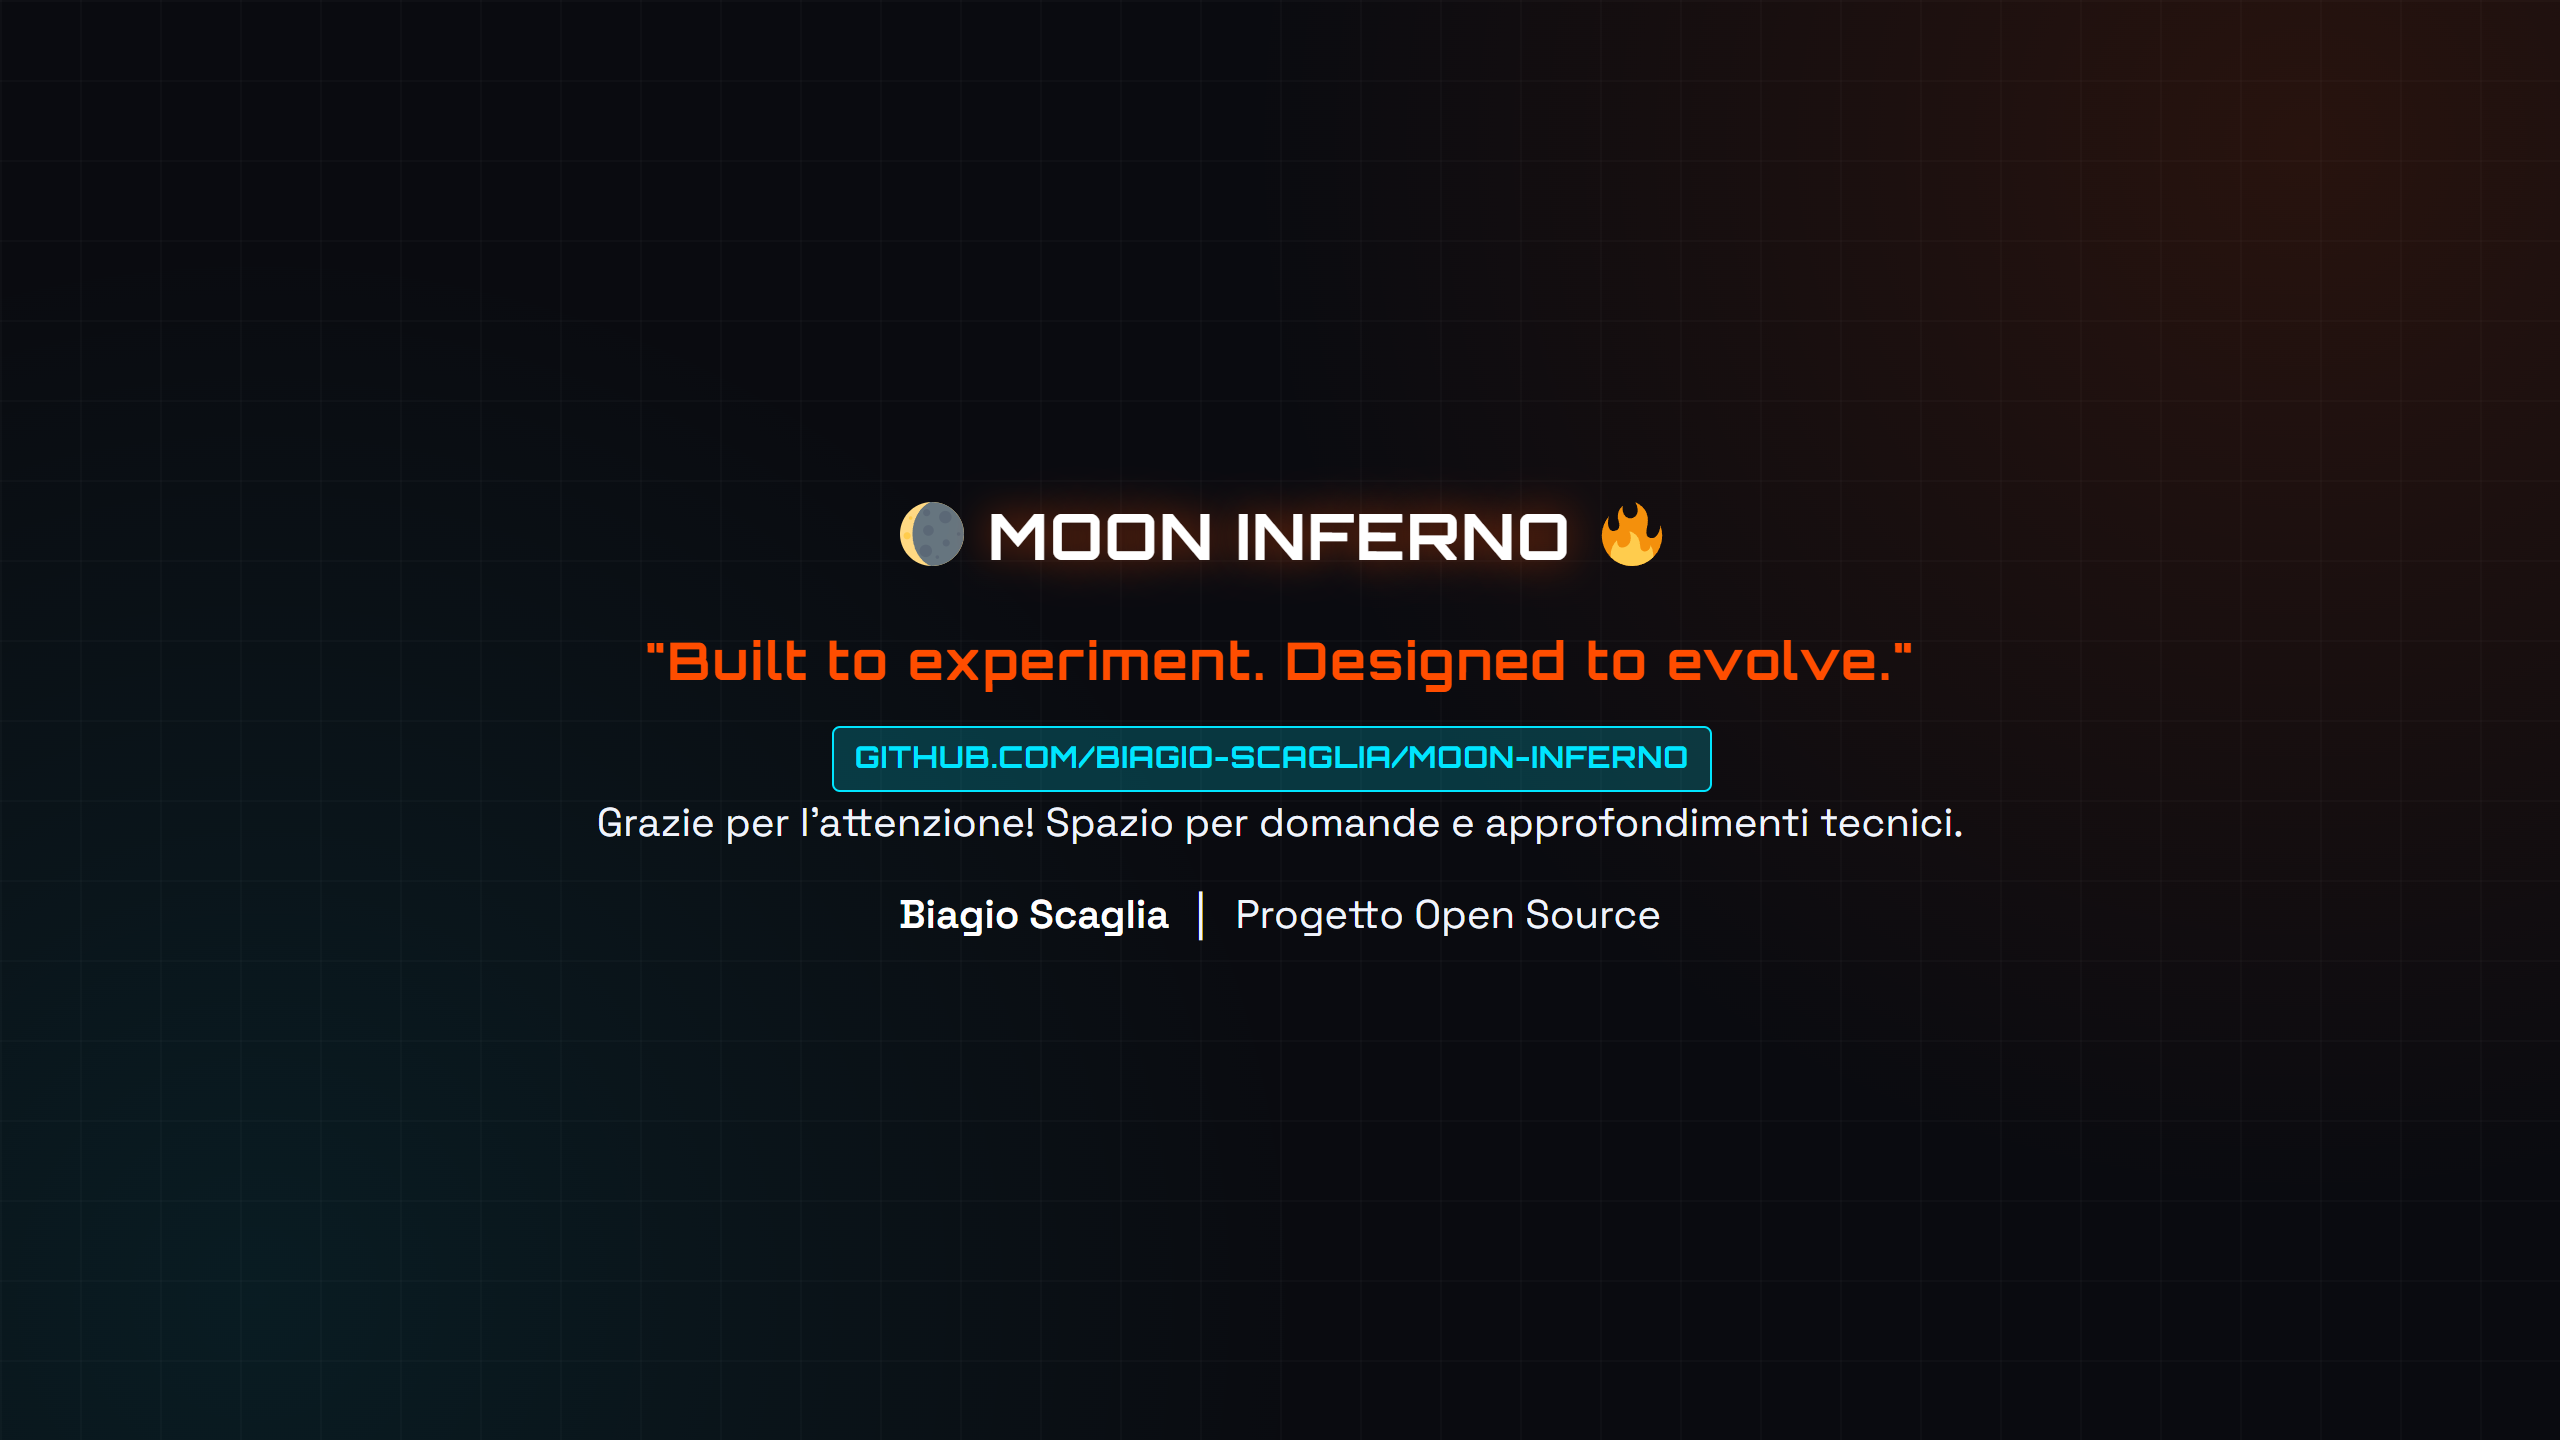 🌘 MOON INFERNO 🔥
"Built to experiment. Designed to evolve."
GITHUB.COM/BIAGIO-SCAGLIA/MOON-INFERNO
Grazie per l'attenzione! Spazio per domande e approfondimenti tecnici.
Biagio Scaglia | Progetto Open Source